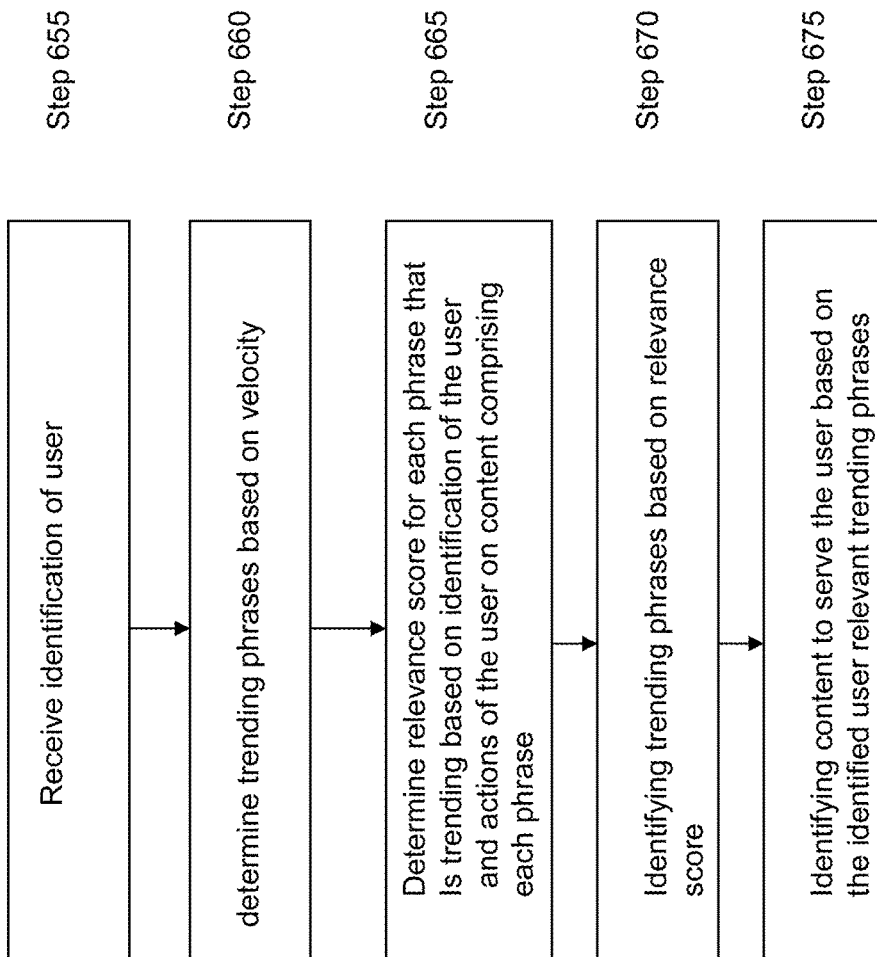 Receive identification of user
Step 655
determine trending phrases based on velocity
Step 660
Determine relevance score for each phrase that
Is trending based on identification of the user
and actions of the user on content comprising
each phrase
Step 665
Identifying trending phrases based on relevance
score
Step 670
Identifying content to serve the user based on
the identified user relevant trending phrases
Step 675